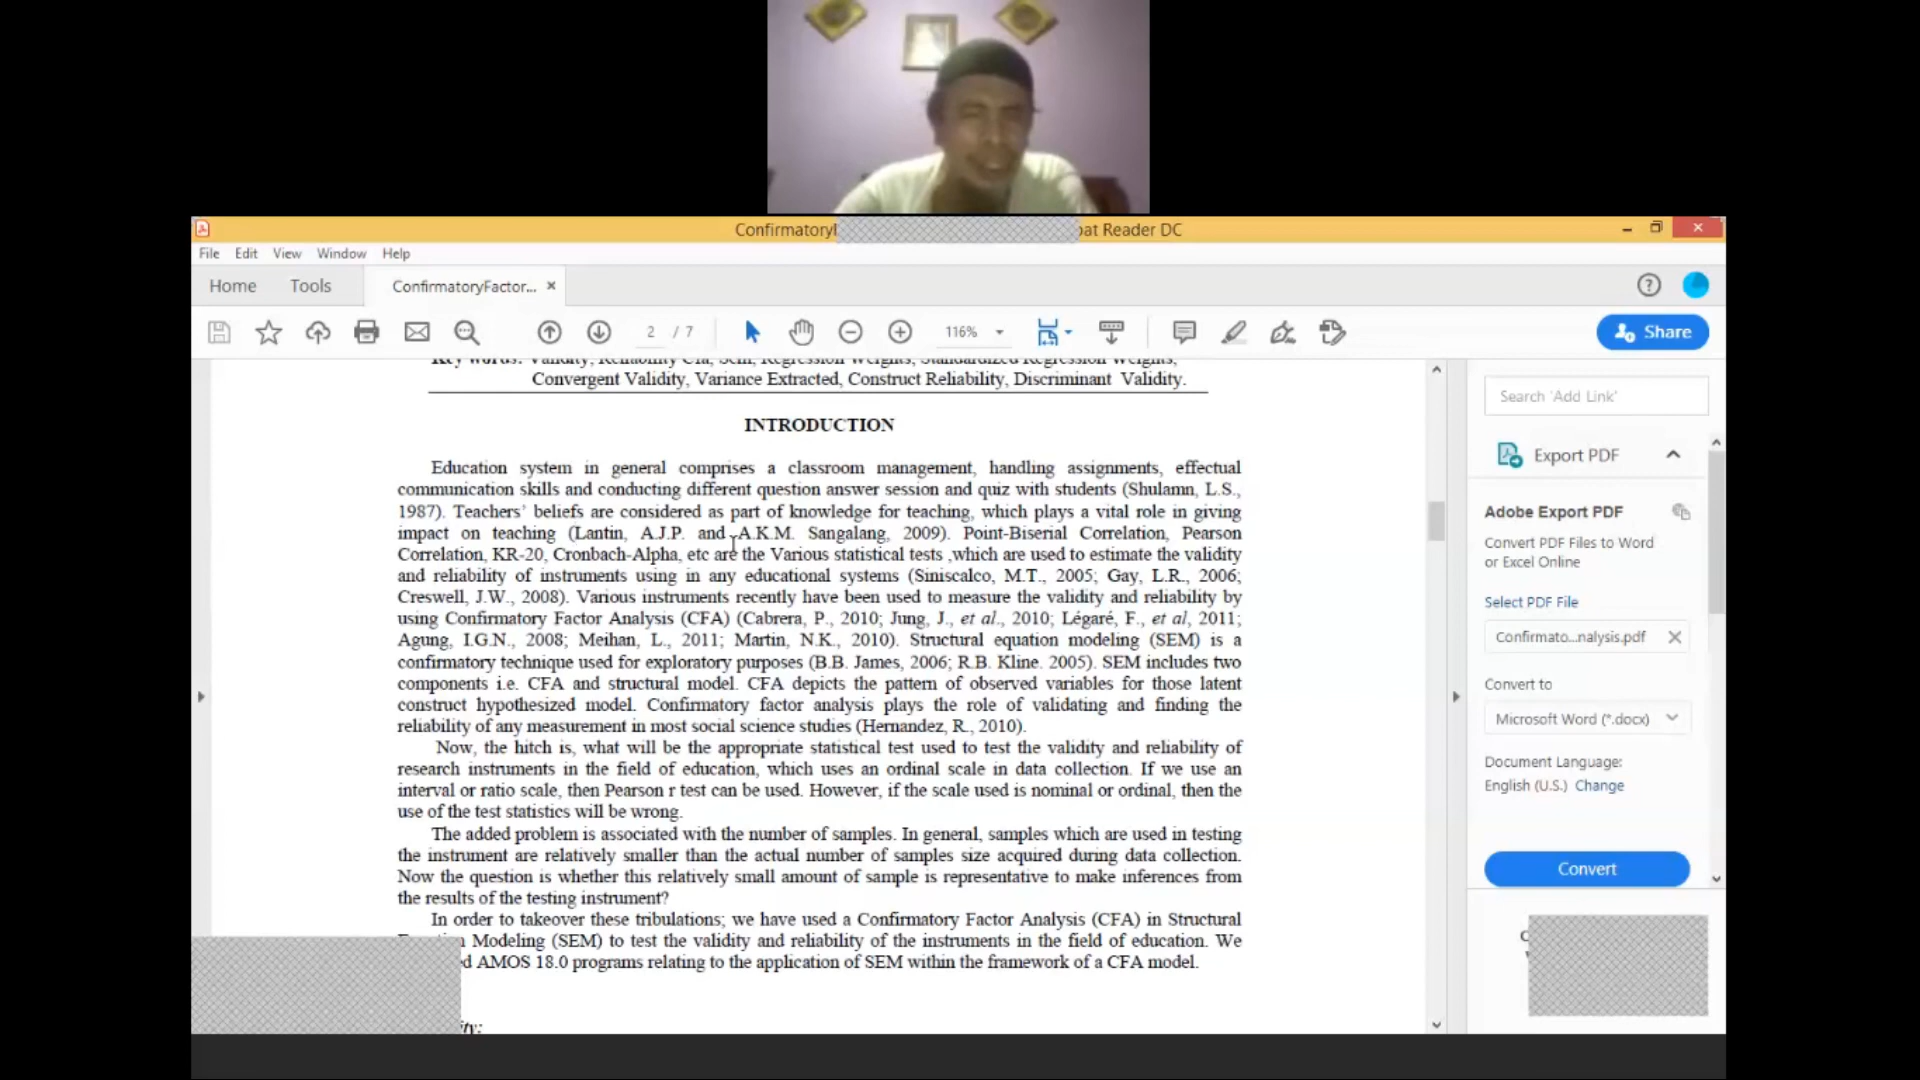 Confirmatory
at Reader DC
File Edit View Window Help
Home Tools ConfirmatoryFactor...
2 / 7 116% Share
Key words: Validity, Reliability Cfa, Sem, Regression Weights, Standardized Regression Weights,
Convergent Validity, Variance Extracted, Construct Reliability, Discriminant Validity.
INTRODUCTION
Education system in general comprises a classroom management, handling assignments, effectual
communication skills and conducting different question answer session and quiz with students (Shulamn, L.S.,
1987). Teachers’ beliefs are considered as part of knowledge for teaching, which plays a vital role in giving
impact on teaching (Lantin, A.J.P. and A.K.M. Sangalang, 2009). Point-Biserial Correlation, Pearson
Correlation, KR-20, Cronbach-Alpha, etc are the Various statistical tests ,which are used to estimate the validity
and reliability of instruments using in any educational systems (Siniscalco, M.T., 2005; Gay, L.R., 2006;
Creswell, J.W., 2008). Various instruments recently have been used to measure the validity and reliability by
using Confirmatory Factor Analysis (CFA) (Cabrera, P., 2010; Jung, J., et al., 2010; Légaré, F., et al, 2011;
Agung, I.G.N., 2008; Meihan, L., 2011; Martin, N.K., 2010). Structural equation modeling (SEM) is a
confirmatory technique used for exploratory purposes (B.B. James, 2006; R.B. Kline. 2005). SEM includes two
components i.e. CFA and structural model. CFA depicts the pattern of observed variables for those latent
construct hypothesized model. Confirmatory factor analysis plays the role of validating and finding the
reliability of any measurement in most social science studies (Hernandez, R., 2010).
Now, the hitch is, what will be the appropriate statistical test used to test the validity and reliability of
research instruments in the field of education, which uses an ordinal scale in data collection. If we use an
interval or ratio scale, then Pearson r test can be used. However, if the scale used is nominal or ordinal, then the
use of the test statistics will be wrong.
The added problem is associated with the number of samples. In general, samples which are used in testing
the instrument are relatively smaller than the actual number of samples size acquired during data collection.
Now the question is whether this relatively small amount of sample is representative to make inferences from
the results of the testing instrument?
In order to takeover these tribulations; we have used a Confirmatory Factor Analysis (CFA) in Structural
Modeling (SEM) to test the validity and reliability of the instruments in the field of education. We
AMOS 18.0 programs relating to the application of SEM within the framework of a CFA model.
ity:
Search 'Add Link'
Export PDF
Adobe Export PDF
Convert PDF Files to Word
or Excel Online
Select PDF File
Confirmato...nalysis.pdf
Convert to
Microsoft Word (*.docx)
Document Language:
English (U.S.) Change
Convert